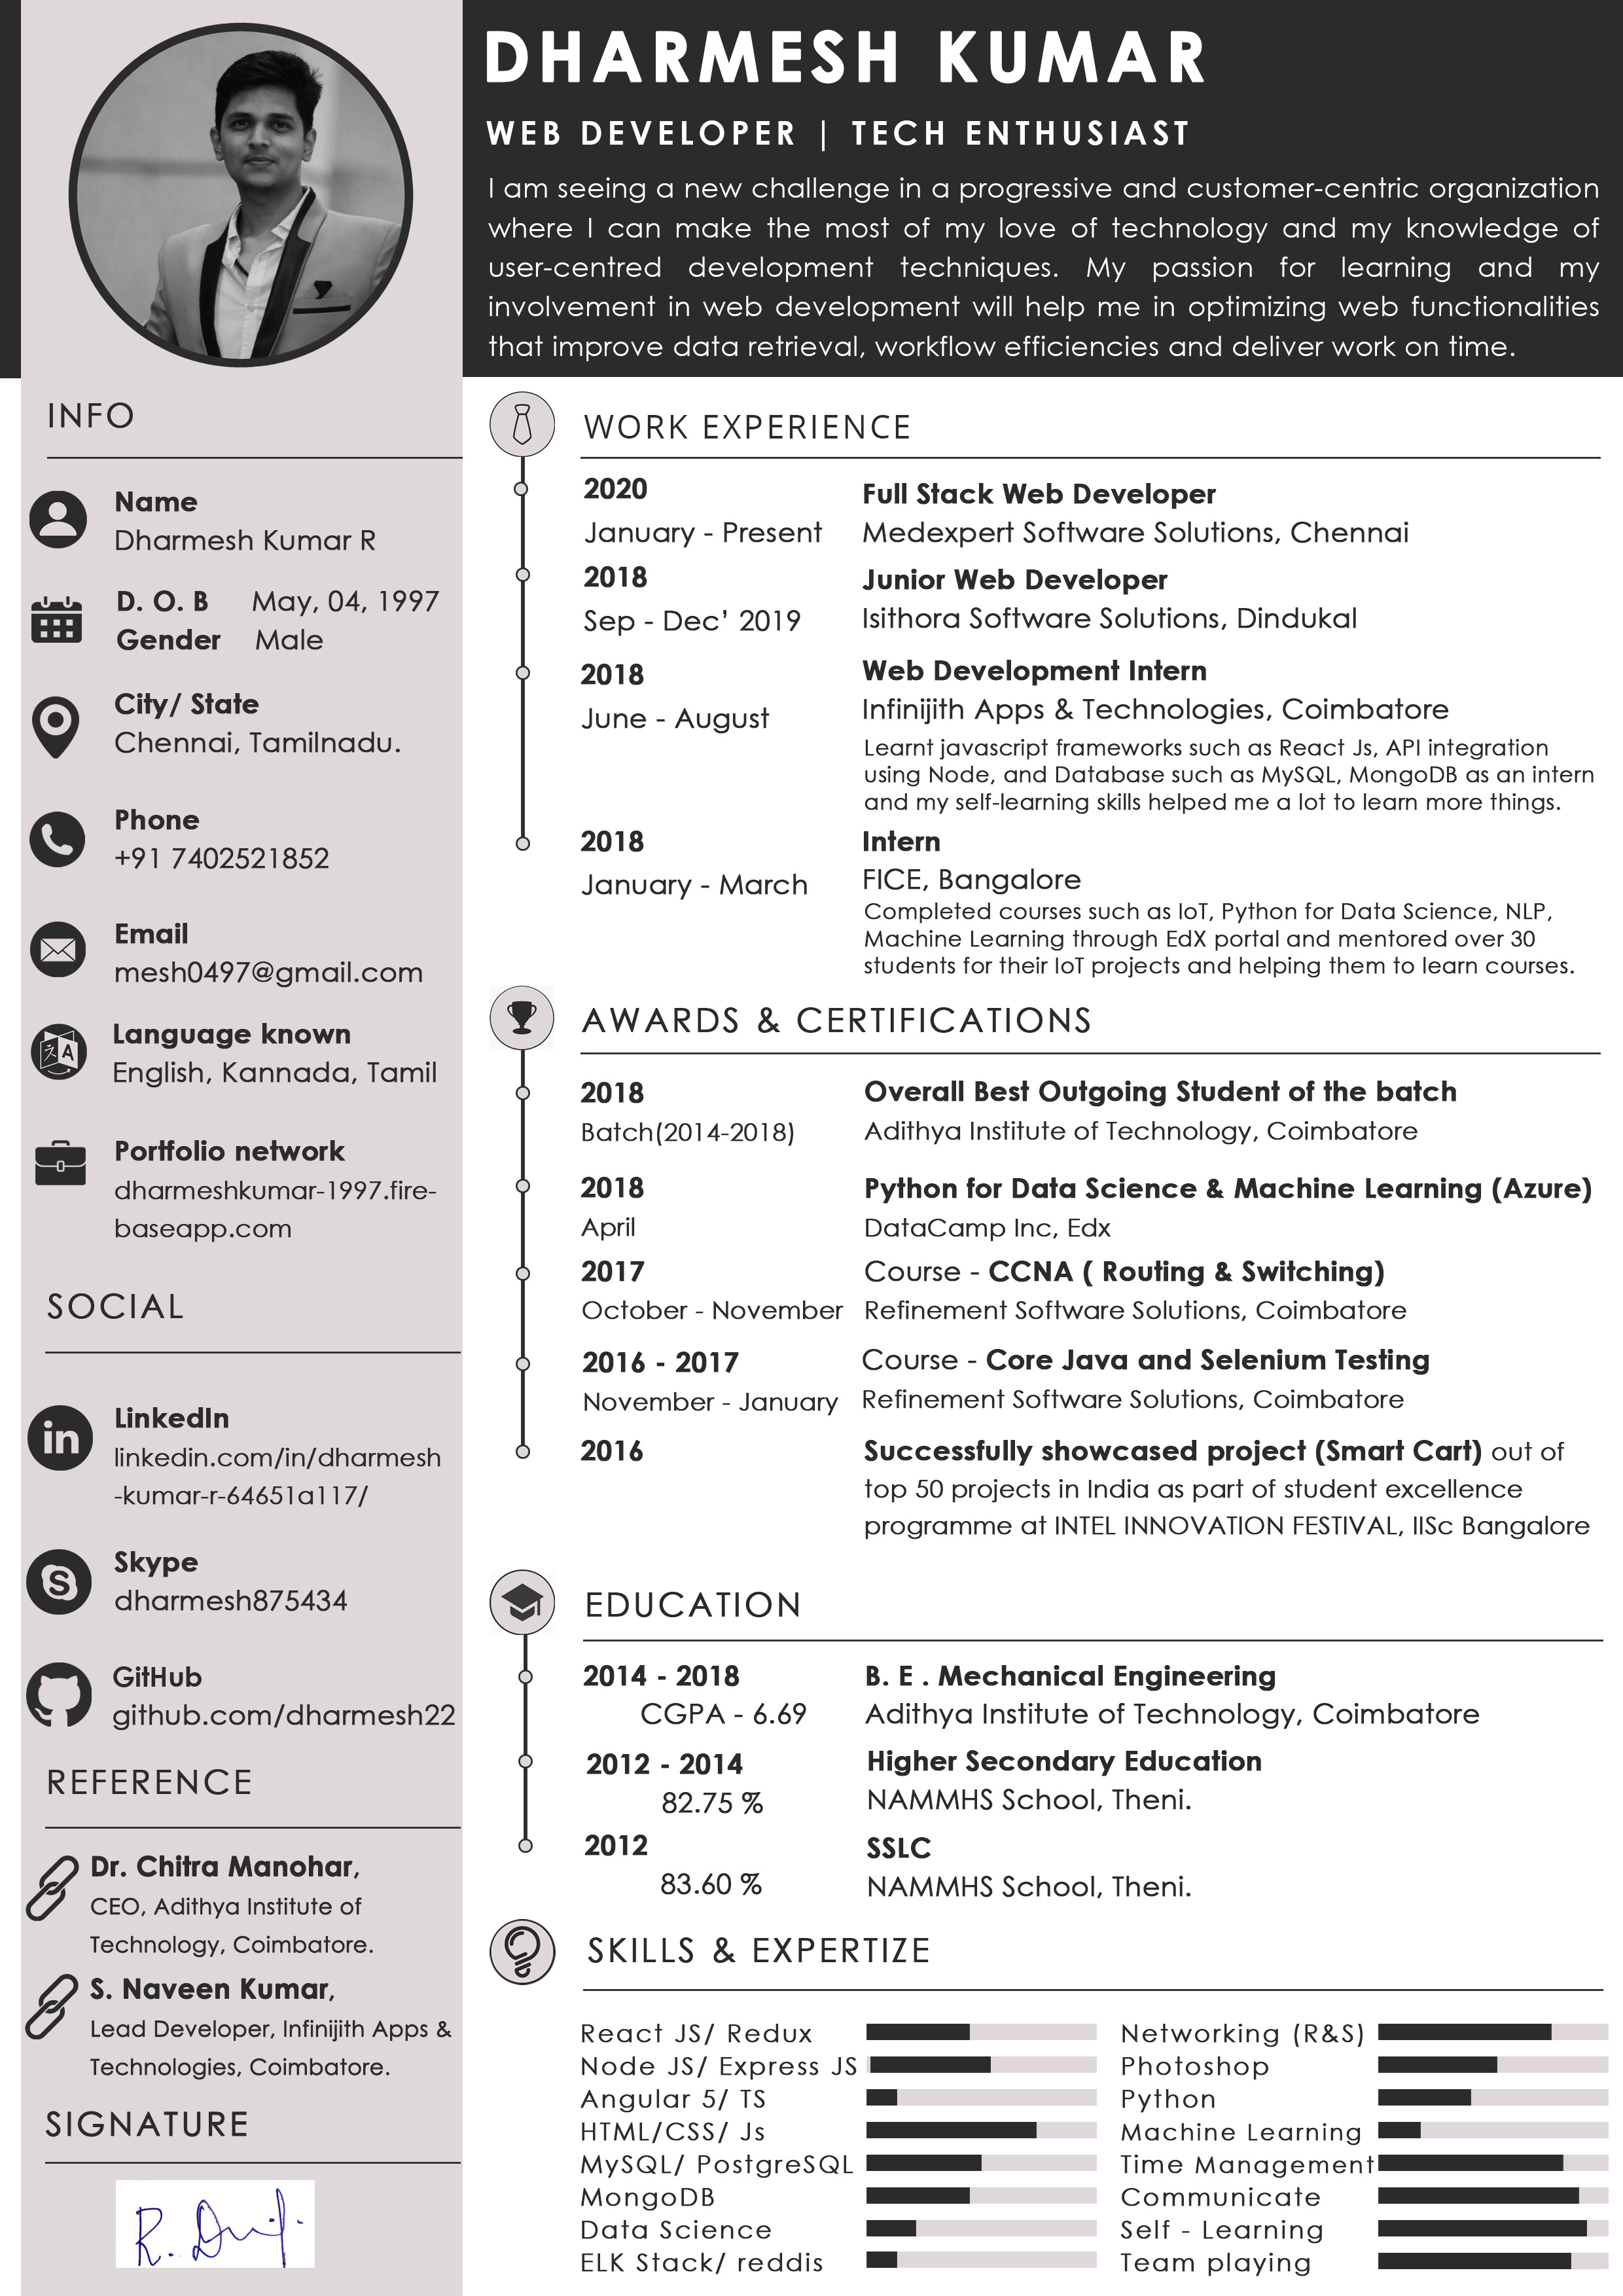 DHARMESH KUMAR
WEB DEVELOPER | TECH ENTHUSIAST
I am seeing a new challenge in a progressive and customer-centric organization
where I can make the most of my love of technology and my knowledge of
user-centred development techniques. My passion for learning and my
involvement in web development will help me in optimizing web functionalities
that improve data retrieval, workflow efficiencies and deliver work on time.
INFO
Name
Dharmesh Kumar R
D. O. B May, 04, 1997
Gender Male
City/ State
Chennai, Tamilnadu.
Phone
+91 7402521852
Email
mesh0497@gmail.com
Language known
English, Kannada, Tamil
Portfolio network
dharmeshkumar-1997.fire-
baseapp.com
SOCIAL
LinkedIn
linkedin.com/in/dharmesh
-kumar-r-64651a117/
Skype
dharmesh875434
GitHub
github.com/dharmesh22
REFERENCE
Dr. Chitra Manohar,
CEO, Adithya Institute of
Technology, Coimbatore.
S. Naveen Kumar,
Lead Developer, Infinijith Apps &
Technologies, Coimbatore.
SIGNATURE
WORK EXPERIENCE
2020
January - Present
Full Stack Web Developer
Medexpert Software Solutions, Chennai
2018
Sep - Dec’ 2019
Junior Web Developer
Isithora Software Solutions, Dindukal
2018
June - August
Web Development Intern
Infinijith Apps & Technologies, Coimbatore
Learnt javascript frameworks such as React Js, API integration
using Node, and Database such as MySQL, MongoDB as an intern
and my self-learning skills helped me a lot to learn more things.
2018
January - March
Intern
FICE, Bangalore
Completed courses such as IoT, Python for Data Science, NLP,
Machine Learning through EdX portal and mentored over 30
students for their IoT projects and helping them to learn courses.
AWARDS & CERTIFICATIONS
2018
Batch(2014-2018)
Overall Best Outgoing Student of the batch
Adithya Institute of Technology, Coimbatore
2018
April
Python for Data Science & Machine Learning (Azure)
DataCamp Inc, Edx
2017
October - November
Course - CCNA ( Routing & Switching)
Refinement Software Solutions, Coimbatore
2016 - 2017
November - January
Course - Core Java and Selenium Testing
Refinement Software Solutions, Coimbatore
2016
Successfully showcased project (Smart Cart) out of
top 50 projects in India as part of student excellence
programme at INTEL INNOVATION FESTIVAL, IISc Bangalore
EDUCATION
2014 - 2018
CGPA - 6.69
B. E . Mechanical Engineering
Adithya Institute of Technology, Coimbatore
2012 - 2014
82.75 %
Higher Secondary Education
NAMMHS School, Theni.
2012
83.60 %
SSLC
NAMMHS School, Theni.
SKILLS & EXPERTIZE
React JS/ Redux
Node JS/ Express JS
Angular 5/ TS
HTML/CSS/ Js
MySQL/ PostgreSQL
MongoDB
Data Science
ELK Stack/ reddis
Networking (R&S)
Photoshop
Python
Machine Learning
Time Management
Communicate
Self - Learning
Team playing